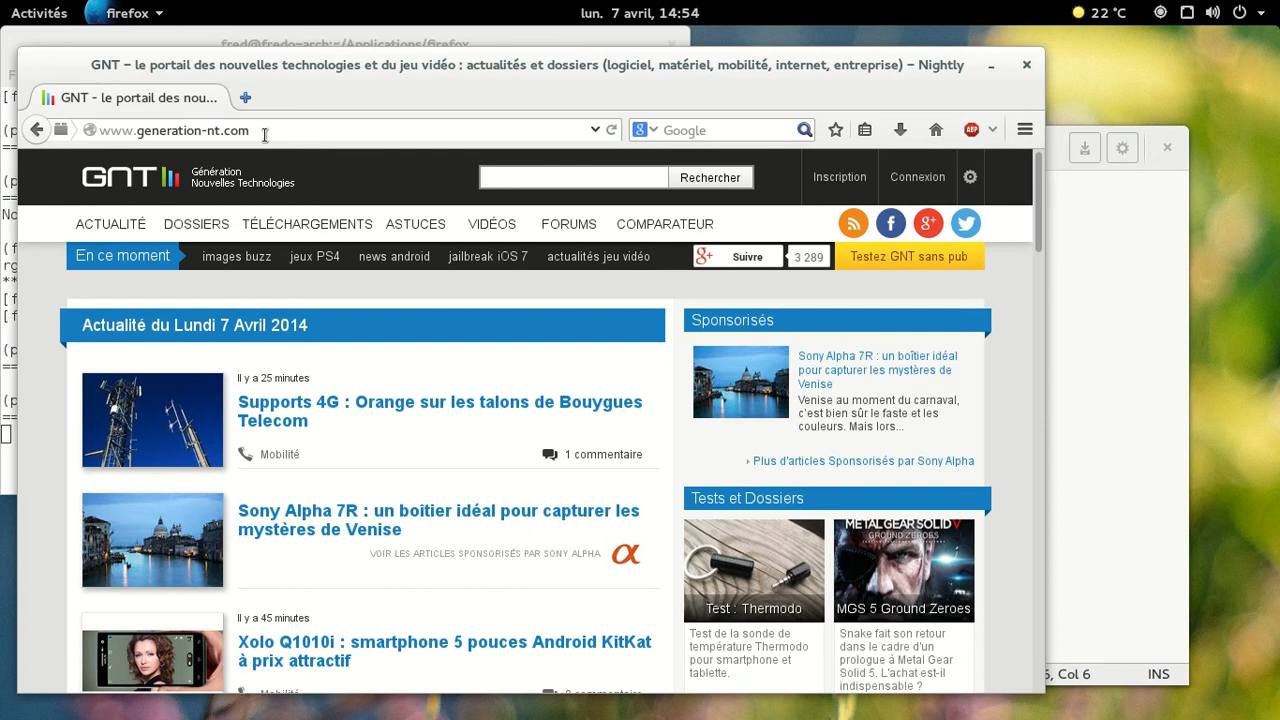 Activités
firefox
lun. 7 avril, 14:54
22 °C
fred@fredo-arch:~/Applications/firefox
GNT – le portail des nouvelles technologies et du jeu vidéo : actualités et dossiers (logiciel, matériel, mobilité, internet, entreprise) – Nightly
GNT - le portail des nou...
www.generation-nt.com
Google
ABP
GNT Génération
Nouvelles Technologies
Rechercher
Inscription
Connexion
ACTUALITÉ DOSSIERS TÉLÉCHARGEMENTS ASTUCES VIDÉOS FORUMS COMPARATEUR
En ce moment images buzz jeux PS4 news android jailbreak iOS 7 actualités jeu vidéo
Suivre 3 289
Testez GNT sans pub
Actualité du Lundi 7 Avril 2014
Il y a 25 minutes
Supports 4G : Orange sur les talons de Bouygues
Telecom
Mobilité
1 commentaire
Sony Alpha 7R : un boîtier idéal pour capturer les
mystères de Venise
VOIR LES ARTICLES SPONSORISÉS PAR SONY ALPHA
Il y a 45 minutes
Xolo Q1010i : smartphone 5 pouces Android KitKat
à prix attractif
Sponsorisés
Sony Alpha 7R : un boîtier idéal
pour capturer les mystères de
Venise
Venise au moment du carnaval,
c'est bien sûr le faste et les
couleurs. Mais lors...
Plus d'articles Sponsorisés par Sony Alpha
Tests et Dossiers
Test : Thermodo
Test de la sonde de
température Thermodo
pour smartphone et
tablette.
METAL GEAR SOLID V
GROUND ZEROES
MGS 5 Ground Zeroes
Snake fait son retour
dans le cadre d'un
prologue à Metal Gear
Solid 5. L'achat est-il
indispensable ?
Col 6
INS